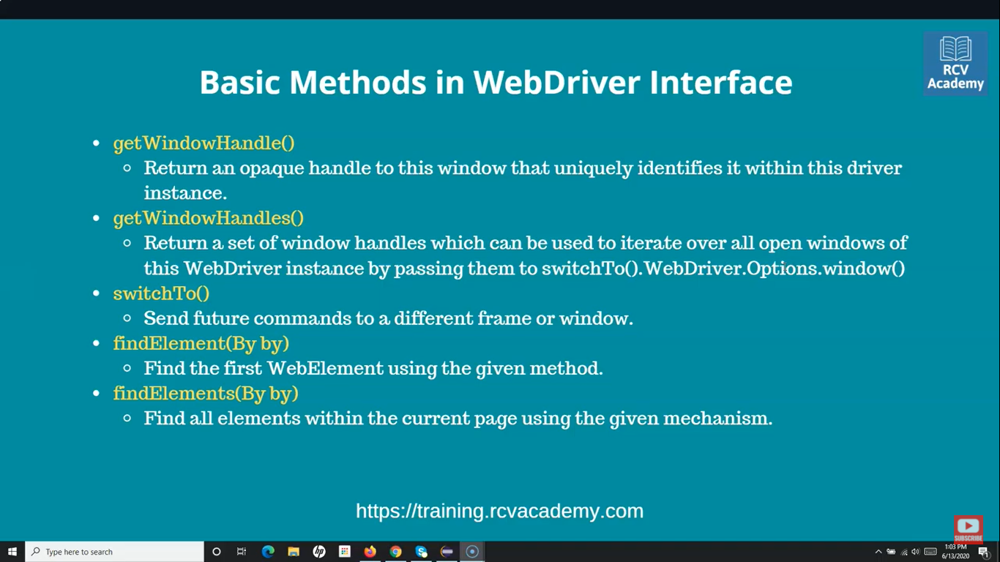 RCV
Academy
Basic Methods in WebDriver Interface
• getWindowHandle()
○ Return an opaque handle to this window that uniquely identifies it within this driver
instance.
• getWindowHandles()
○ Return a set of window handles which can be used to iterate over all open windows of
this WebDriver instance by passing them to switchTo().WebDriver.Options.window()
• switchTo()
○ Send future commands to a different frame or window.
• findElement(By by)
○ Find the first WebElement using the given method.
• findElements(By by)
○ Find all elements within the current page using the given mechanism.
https://training.rcvacademy.com
SUBSCRIBE
Type here to search
hp
1:03 PM
6/13/2020